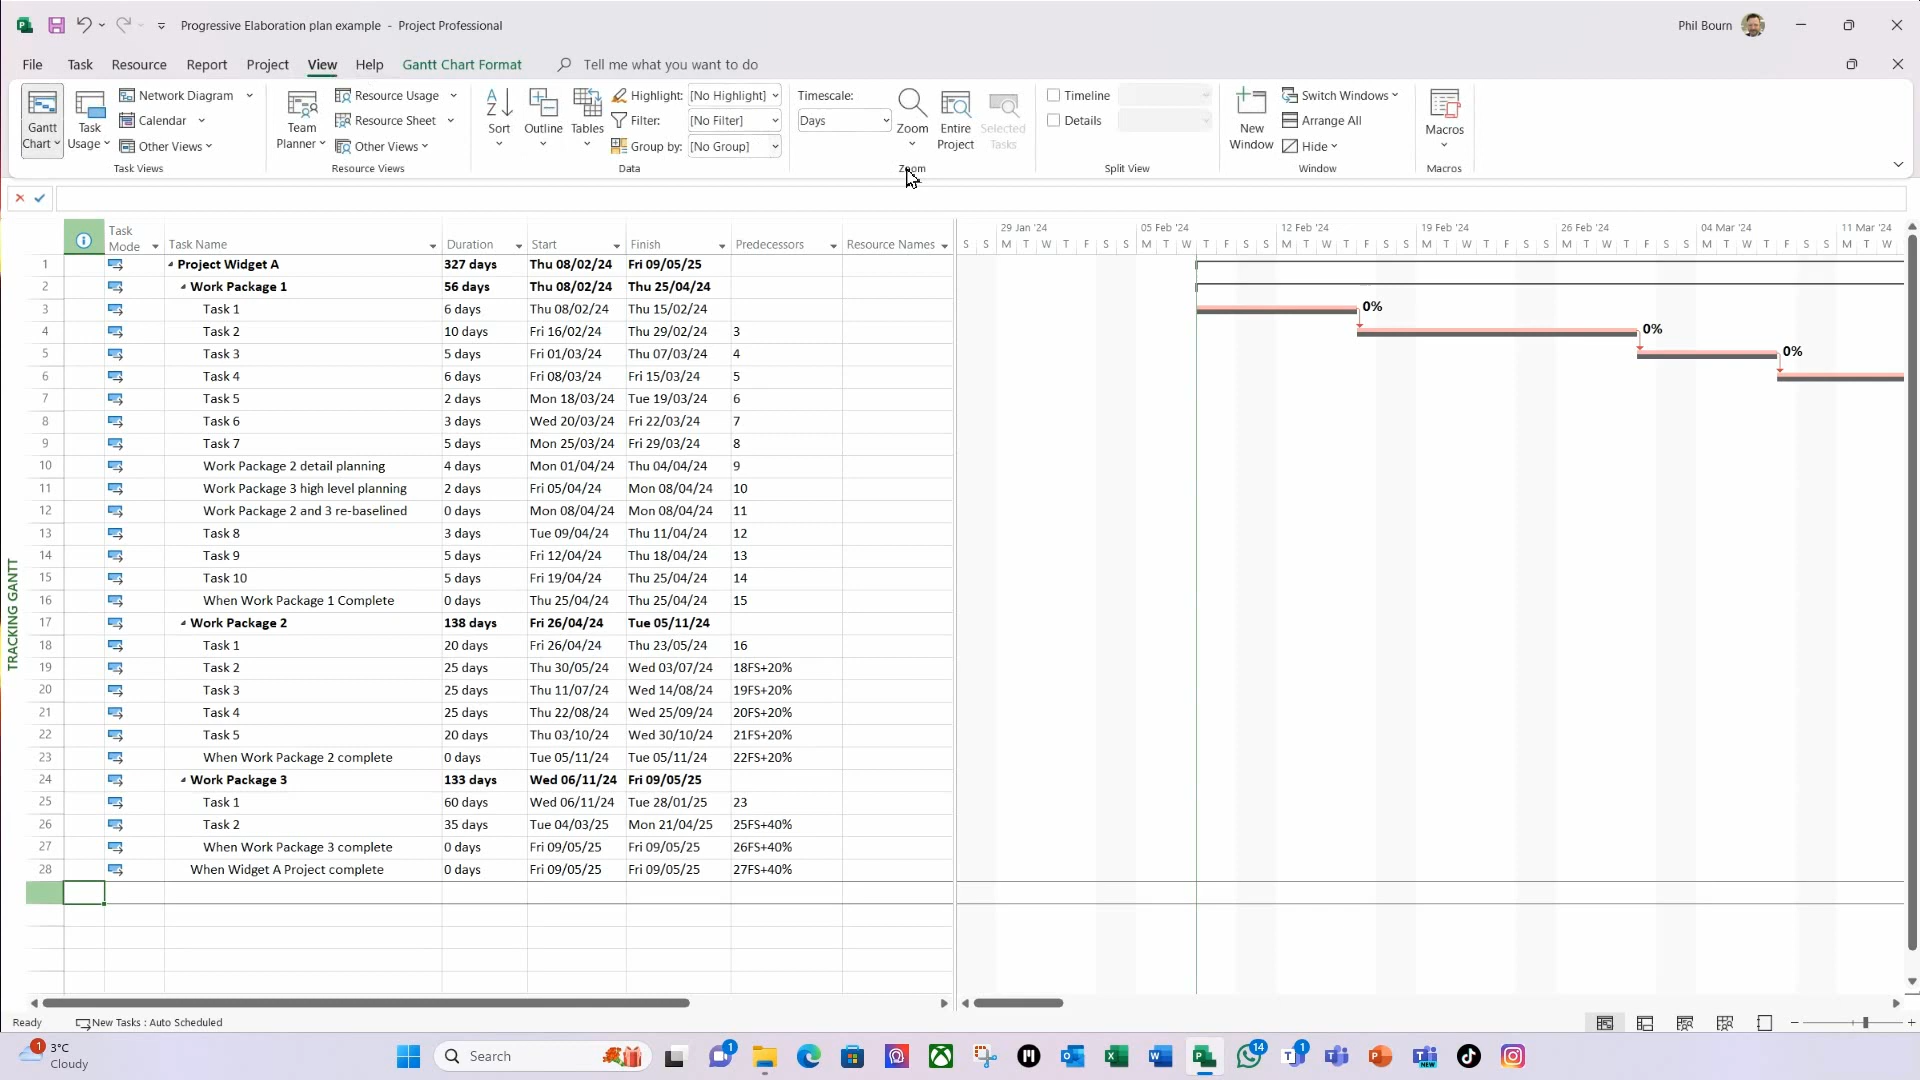 Progressive Elaboration plan example - Project Professional
Phil Bourn
File Task Resource Report Project View Help Gantt Chart Format Tell me what you want to do
Gantt Chart
Task Usage
Network Diagram
Calendar
Other Views
Task Views
Team Planner
Resource Usage
Resource Sheet
Other Views
Resource Views
Sort
Outline
Tables
Highlight: [No Highlight]
Filter: [No Filter]
Group by: [No Group]
Data
Timescale:
Days
Zoom
Entire Project
Selected Tasks
Zoom
Timeline
Details
Split View
New Window
Switch Windows
Arrange All
Hide
Window
Macros
Macros
Task Mode Task Name Duration Start Finish Predecessors Resource Names
29 Jan '24 05 Feb '24 12 Feb '24 19 Feb '24 26 Feb '24 04 Mar '24 11 Mar '24
S S M T W T F S S M T W T F S S M T W T F S S M T W T F S S M T W T F S S M T W T F S S M T W
1 Project Widget A 327 days Thu 08/02/24 Fri 09/05/25
2 Work Package 1 56 days Thu 08/02/24 Thu 25/04/24
3 Task 1 6 days Thu 08/02/24 Thu 15/02/24 0%
4 Task 2 10 days Fri 16/02/24 Thu 29/02/24 3 0%
5 Task 3 5 days Fri 01/03/24 Thu 07/03/24 4 0%
6 Task 4 6 days Fri 08/03/24 Fri 15/03/24 5
7 Task 5 2 days Mon 18/03/24 Tue 19/03/24 6
8 Task 6 3 days Wed 20/03/24 Fri 22/03/24 7
9 Task 7 5 days Mon 25/03/24 Fri 29/03/24 8
10 Work Package 2 detail planning 4 days Mon 01/04/24 Thu 04/04/24 9
11 Work Package 3 high level planning 2 days Fri 05/04/24 Mon 08/04/24 10
12 Work Package 2 and 3 re-baselined 0 days Mon 08/04/24 Mon 08/04/24 11
13 Task 8 3 days Tue 09/04/24 Thu 11/04/24 12
14 Task 9 5 days Fri 12/04/24 Thu 18/04/24 13
15 Task 10 5 days Fri 19/04/24 Thu 25/04/24 14
16 When Work Package 1 Complete 0 days Thu 25/04/24 Thu 25/04/24 15
17 Work Package 2 138 days Fri 26/04/24 Tue 05/11/24
18 Task 1 20 days Fri 26/04/24 Thu 23/05/24 16
19 Task 2 25 days Thu 30/05/24 Wed 03/07/24 18FS+20%
20 Task 3 25 days Thu 11/07/24 Wed 14/08/24 19FS+20%
21 Task 4 25 days Thu 22/08/24 Wed 25/09/24 20FS+20%
22 Task 5 20 days Thu 03/10/24 Wed 30/10/24 21FS+20%
23 When Work Package 2 complete 0 days Tue 05/11/24 Tue 05/11/24 22FS+20%
24 Work Package 3 133 days Wed 06/11/24 Fri 09/05/25
25 Task 1 60 days Wed 06/11/24 Tue 28/01/25 23
26 Task 2 35 days Tue 04/03/25 Mon 21/04/25 25FS+40%
27 When Work Package 3 complete 0 days Fri 09/05/25 Fri 09/05/25 26FS+40%
28 When Widget A Project complete 0 days Fri 09/05/25 Fri 09/05/25 27FS+40%
TRACKING GANTT
Ready New Tasks : Auto Scheduled
1 3°C
Cloudy
Search
1
14
1
NEW